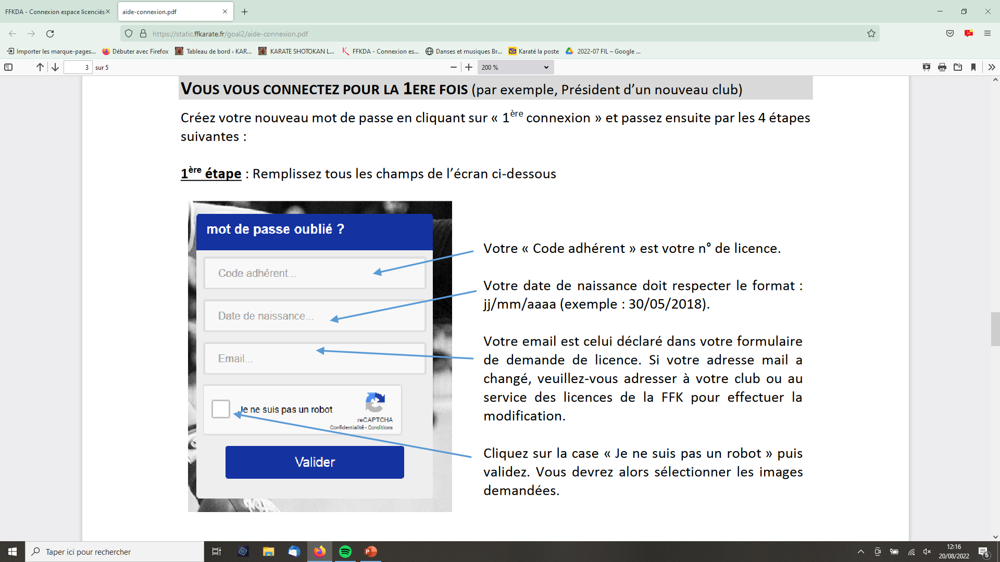 FFKDA - Connexion espace licenciés
aide-connexion.pdf
https://static.ffkarate.fr/goal2/aide-connexion.pdf
Importer les marque-pages...
Débuter avec Firefox
Tableau de bord ‹ KAR...
KARATE SHOTOKAN L...
FFKDA - Connexion es...
Danses et musiques Br...
Karaté la poste
2022-07 FIL – Google ...
3 sur 5
200 %
VOUS VOUS CONNECTEZ POUR LA 1ERE FOIS (par exemple, Président d’un nouveau club)
Créez votre nouveau mot de passe en cliquant sur « 1ère connexion » et passez ensuite par les 4 étapes
suivantes :
1ère étape : Remplissez tous les champs de l’écran ci-dessous
mot de passe oublié ?
Code adhérent...
Date de naissance...
Email...
Je ne suis pas un robot
reCAPTCHA
Confidentialité - Conditions
Valider
Votre « Code adhérent » est votre n° de licence.
Votre date de naissance doit respecter le format :
jj/mm/aaaa (exemple : 30/05/2018).
Votre email est celui déclaré dans votre formulaire
de demande de licence. Si votre adresse mail a
changé, veuillez-vous adresser à votre club ou au
service des licences de la FFK pour effectuer la
modification.
Cliquez sur la case « Je ne suis pas un robot » puis
validez. Vous devrez alors sélectionner les images
demandées.
Taper ici pour rechercher
12:16
20/08/2022
6